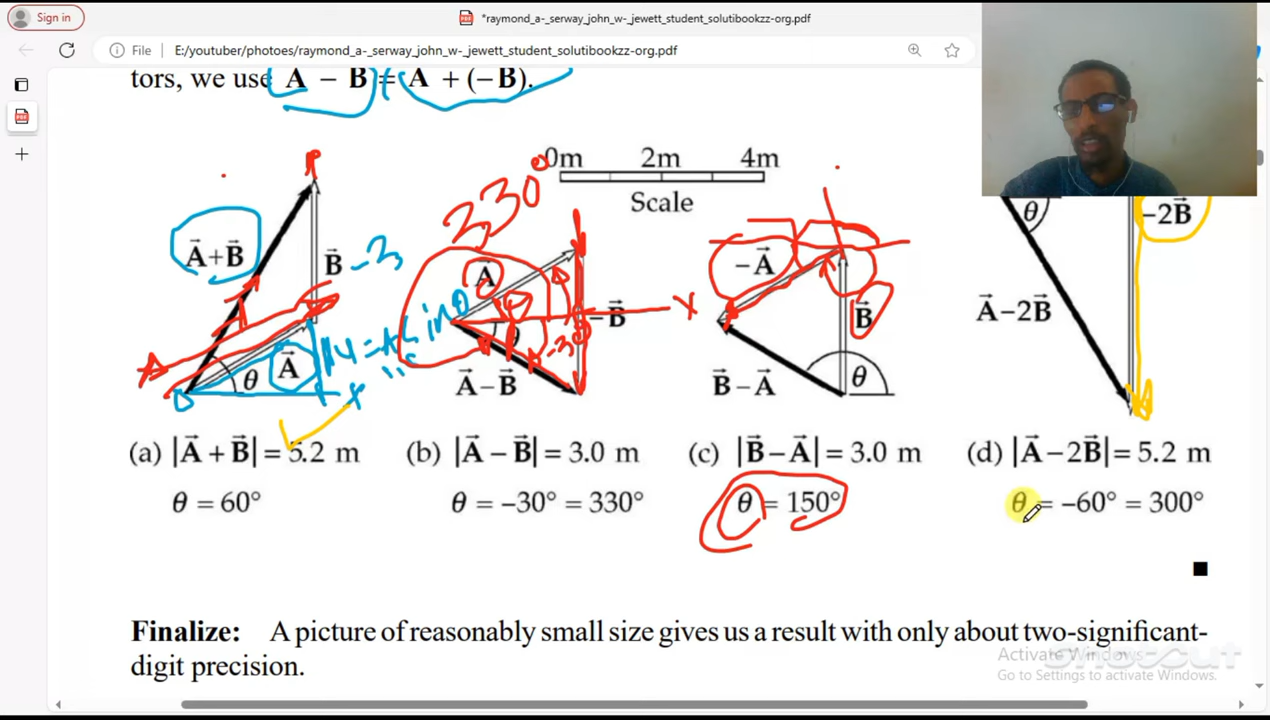 Sign in
*raymond_a-_serway_john_w-_jewett_student_solutibookzz-org.pdf
File E:/youtuber/photoes/raymond_a-_serway_john_w-_jewett_student_solutibookzz-org.pdf
tors, we use A − B = A + (−B).
0m 2m 4m
Scale
330°
A⃗+B⃗
B⃗ -3
A⃗
θ
A⃗
−B⃗
θ
-30
x
A⃗ − B⃗
−A⃗
B⃗
B⃗ − A⃗
θ
θ
−2B⃗
A⃗ − 2B⃗
(a) |A⃗ + B⃗| = 5.2 m (b) |A⃗ − B⃗| = 3.0 m (c) |B⃗ − A⃗| = 3.0 m (d) |A⃗ − 2B⃗| = 5.2 m
θ = 60° θ = −30° = 330° θ = 150° θ = −60° = 300°
Finalize: A picture of reasonably small size gives us a result with only about two-significant-
digit precision.
Activate Windows
Go to Settings to activate Windows.